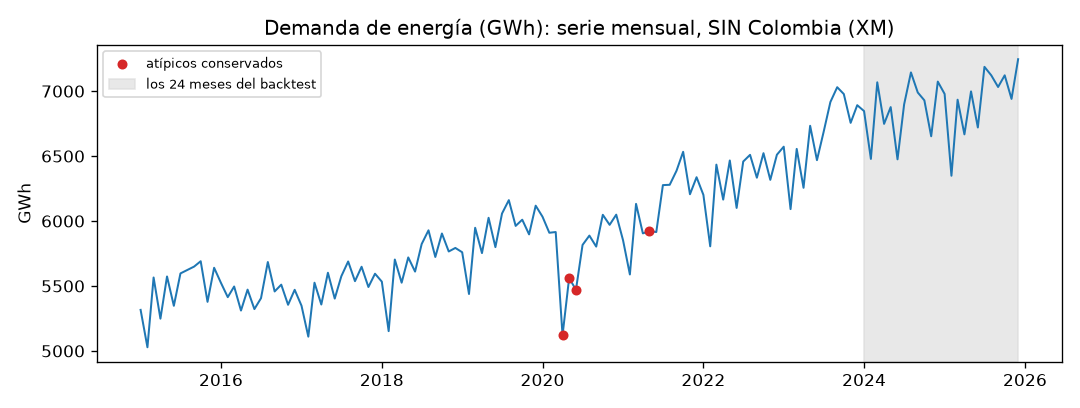 Demanda de energía (GWh): serie mensual, SIN Colombia (XM)
atípicos conservados
los 24 meses del backtest
GWh
7000
6500
6000
5500
5000
2016
2018
2020
2022
2024
2026